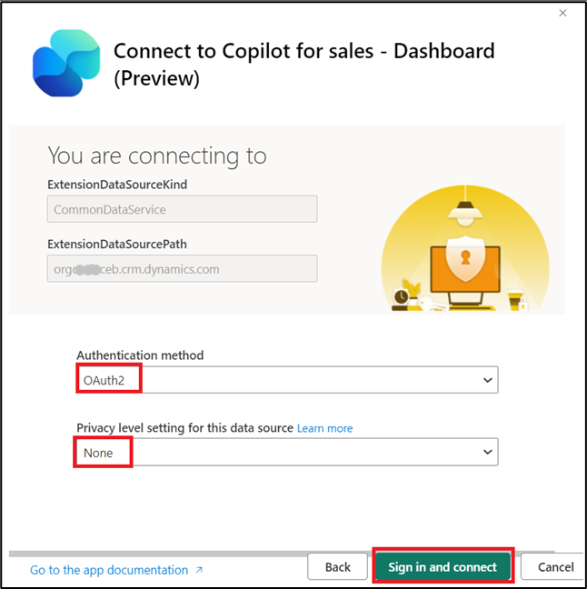 Connect to Copilot for sales - Dashboard
(Preview)
You are connecting to
ExtensionDataSourceKind
CommonDataService
ExtensionDataSourcePath
org ceb.crm.dynamics.com
Authentication method
OAuth2
Privacy level setting for this data source Learn more
None
Go to the app documentation
Back
Sign in and connect
Cancel